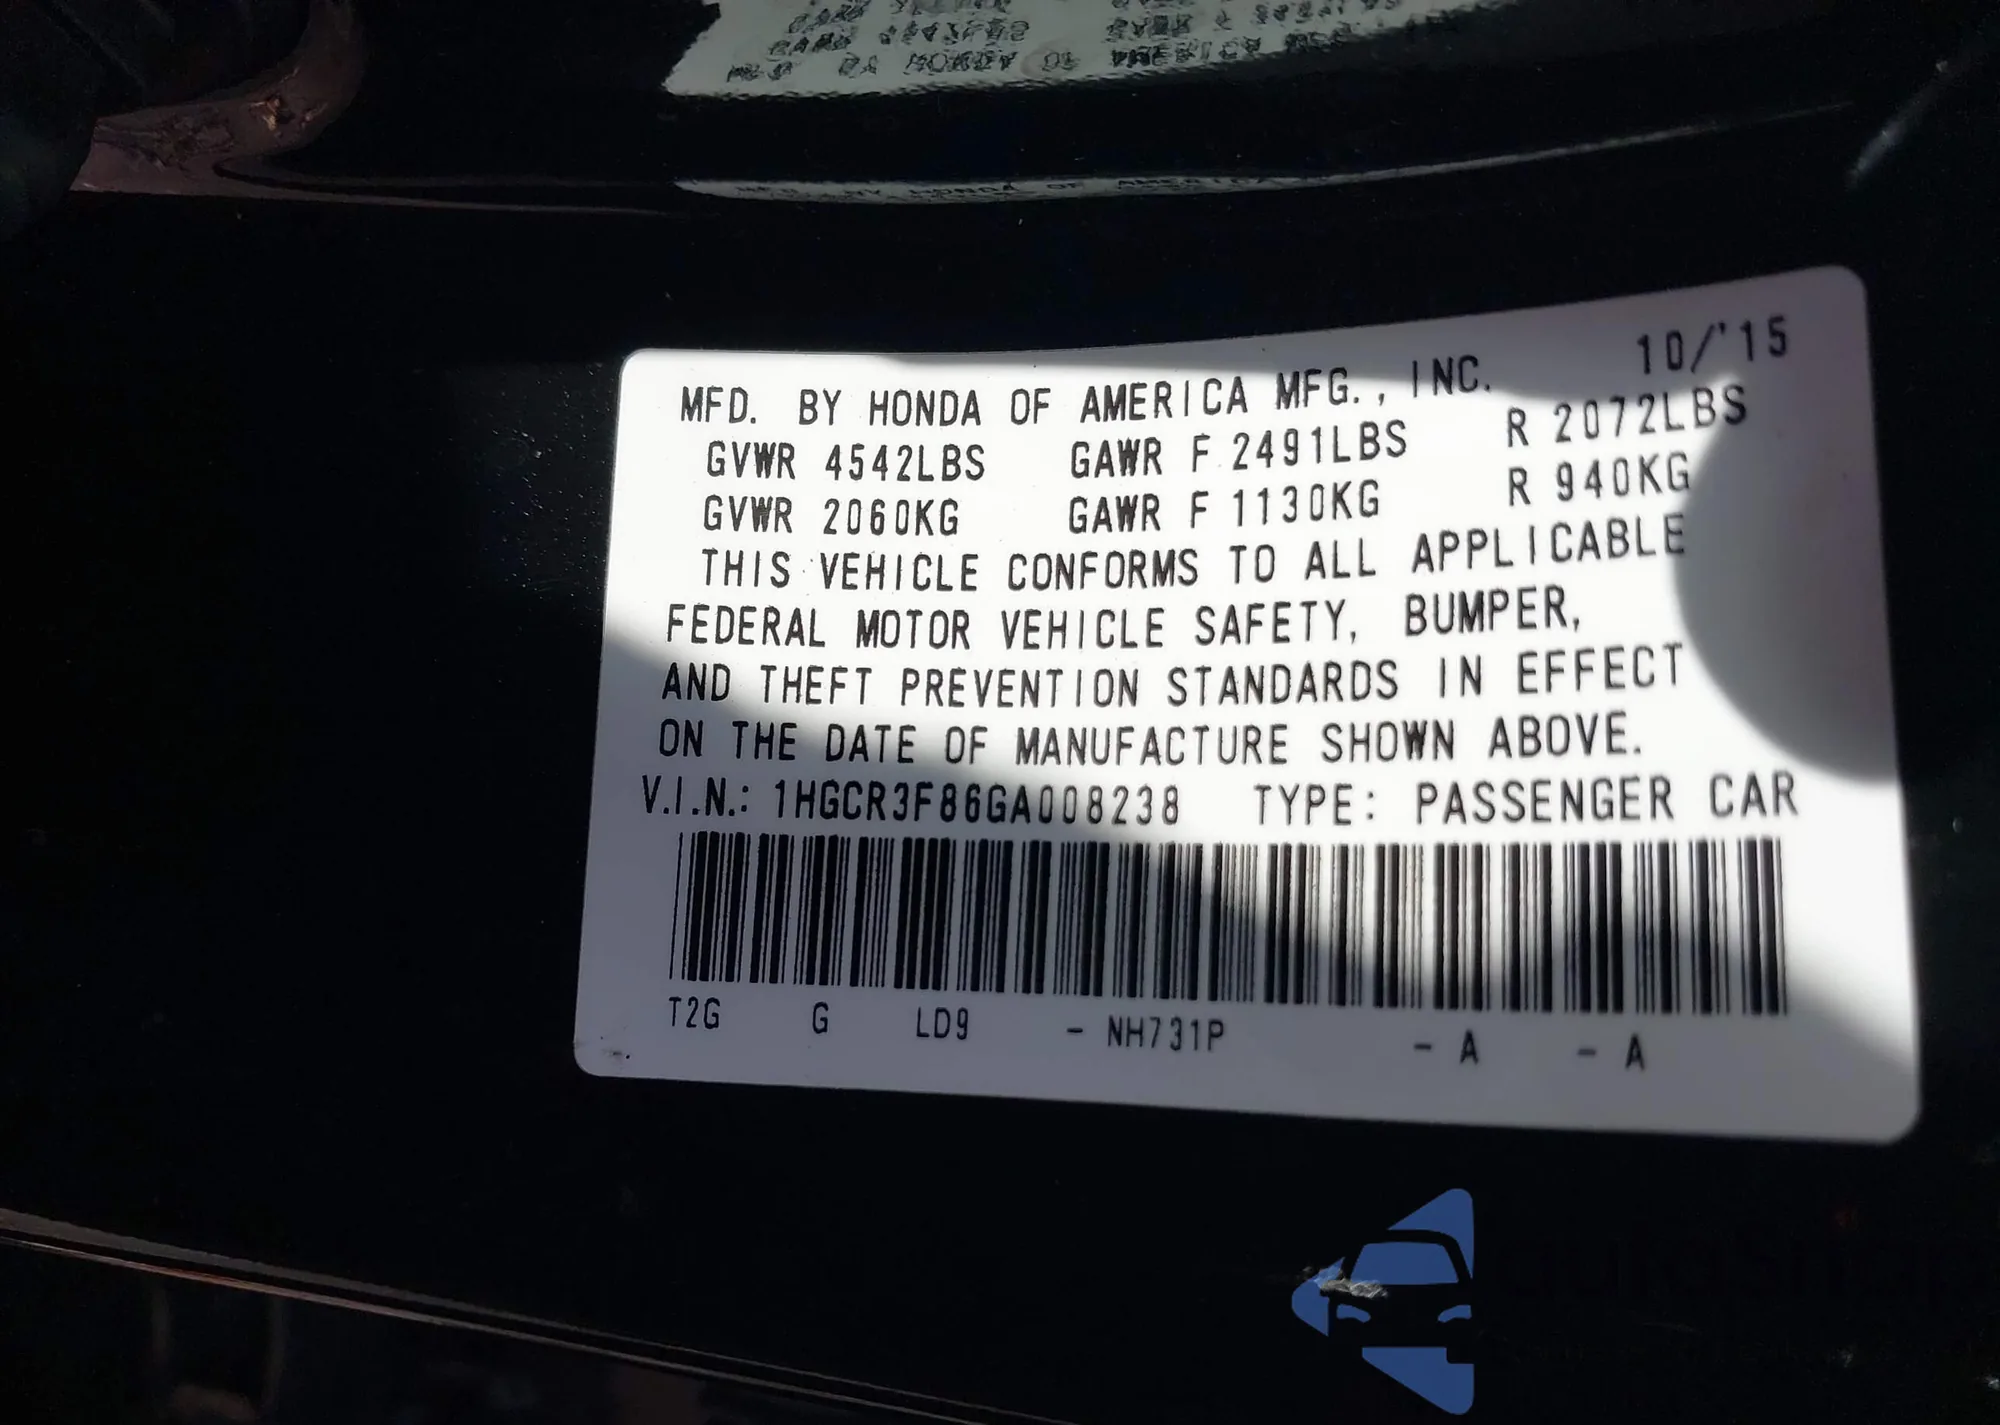 MFD. BY HONDA OF AMERICA MFG., INC. 10/'15
GVWR 4542LBS GAWR F 2491LBS R 2072LBS
GVWR 2060KG GAWR F 1130KG R 940KG
THIS VEHICLE CONFORMS TO ALL APPLICABLE
FEDERAL MOTOR VEHICLE SAFETY, BUMPER,
AND THEFT PREVENTION STANDARDS IN EFFECT
ON THE DATE OF MANUFACTURE SHOWN ABOVE.
V.I.N.: 1HGCR3F86GA008238 TYPE: PASSENGER CAR
T2G G LD9 - NH731P - A - A